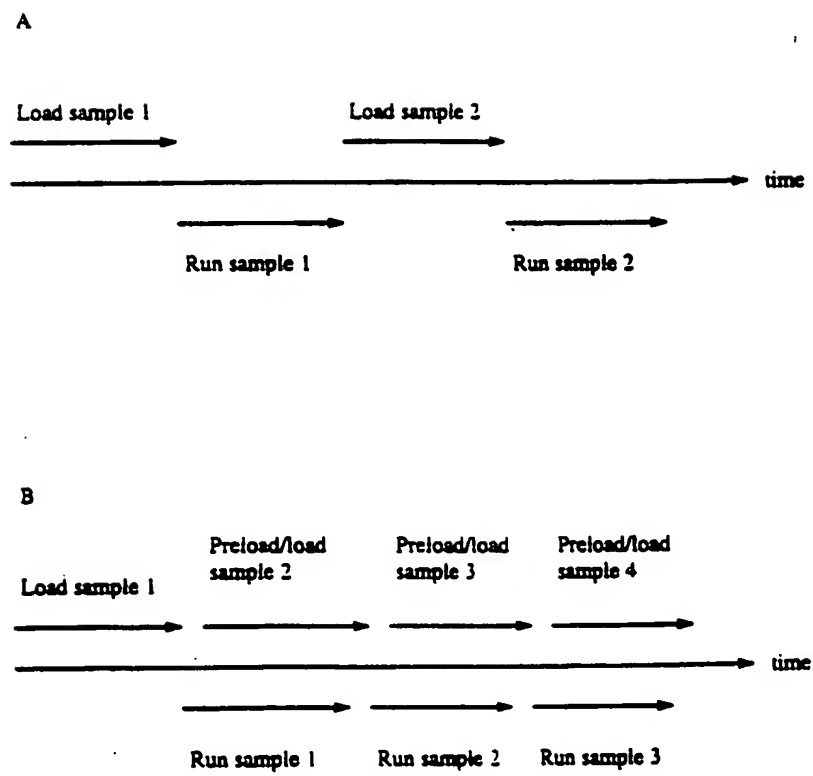 A
Load sample 1
Load sample 2
time
Run sample 1
Run sample 2
B
Preload/load
sample 2
Preload/load
sample 3
Preload/load
sample 4
Load sample 1
time
Run sample 1
Run sample 2
Run sample 3